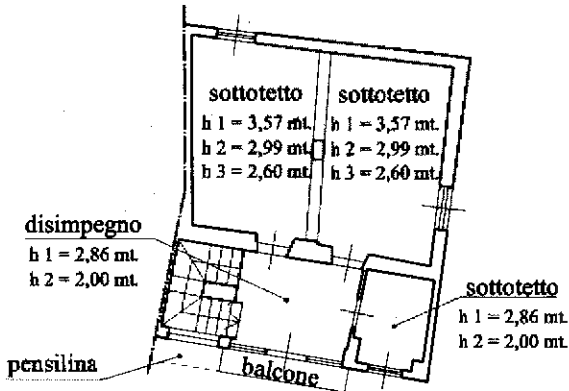 sottotetto
h 1 = 3,57 mt.
h 2 = 2,99 mt.
h 3 = 2,60 mt.
sottotetto
h 1 = 3,57 mt.
h 2 = 2,99 mt.
h 3 = 2,60 mt.
disimpegno
h 1 = 2,86 mt.
h 2 = 2,00 mt.
sottotetto
h 1 = 2,86 mt.
h 2 = 2,00 mt.
pensilina
balcone